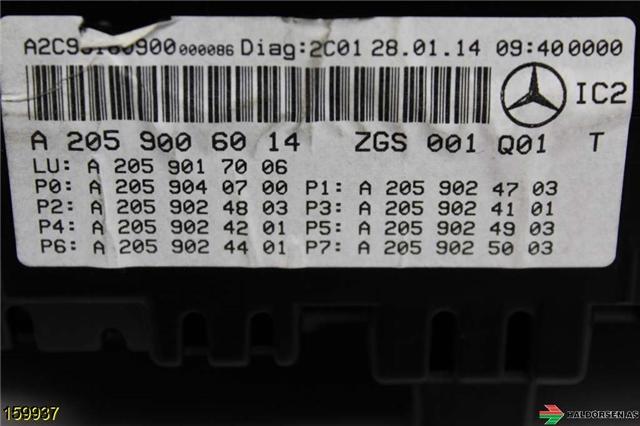 000086 Diag:2C01 28.01.14 09:400000
IC2
A 205 900 60 14 ZGS 001 Q01 T
LU: A 205 901 70 06
P0: A 205 904 07 00 P1: A 205 902 47 03
P2: A 205 902 48 03 P3: A 205 902 41 01
P4: A 205 902 42 01 P5: A 205 902 49 03
P6: A 205 902 44 01 P7: A 205 902 50 03
159937
HALDORSEN AS